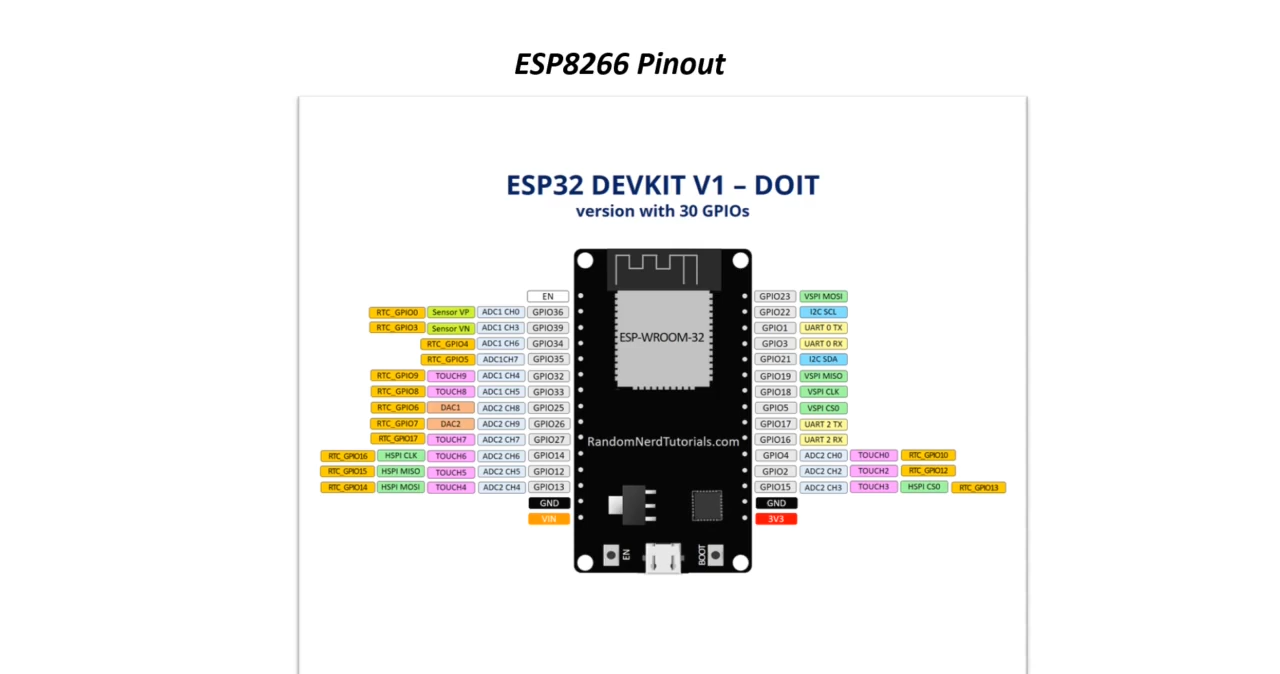 ESP8266 Pinout
ESP32 DEVKIT V1 – DOIT
version with 30 GPIOs
EN GPIO23 VSPI MOSI
RTC_GPIO0 Sensor VP ADC1 CH0 GPIO36 GPIO22 I2C SCL
RTC_GPIO3 Sensor VN ADC1 CH3 GPIO39 GPIO1 UART 0 TX
RTC_GPIO4 ADC1 CH6 GPIO34 ESP-WROOM-32 GPIO3 UART 0 RX
RTC_GPIO5 ADC1CH7 GPIO35 GPIO21 I2C SDA
RTC_GPIO9 TOUCH9 ADC1 CH4 GPIO32 GPIO19 VSPI MISO
RTC_GPIO8 TOUCH8 ADC1 CH5 GPIO33 GPIO18 VSPI CLK
RTC_GPIO6 DAC1 ADC2 CH8 GPIO25 GPIO5 VSPI CS0
RTC_GPIO7 DAC2 ADC2 CH9 GPIO26 GPIO17 UART 2 TX
RTC_GPIO17 TOUCH7 ADC2 CH7 GPIO27 RandomNerdTutorials.com GPIO16 UART 2 RX
RTC_GPIO16 HSPI CLK TOUCH6 ADC2 CH6 GPIO14 GPIO4 ADC2 CH0 TOUCH0 RTC_GPIO10
RTC_GPIO15 HSPI MISO TOUCH5 ADC2 CH5 GPIO12 GPIO2 ADC2 CH2 TOUCH2 RTC_GPIO12
RTC_GPIO14 HSPI MOSI TOUCH4 ADC2 CH4 GPIO13 GPIO15 ADC2 CH3 TOUCH3 HSPI CS0 RTC_GPIO13
GND GND
VIN 3V3
EN BOOT